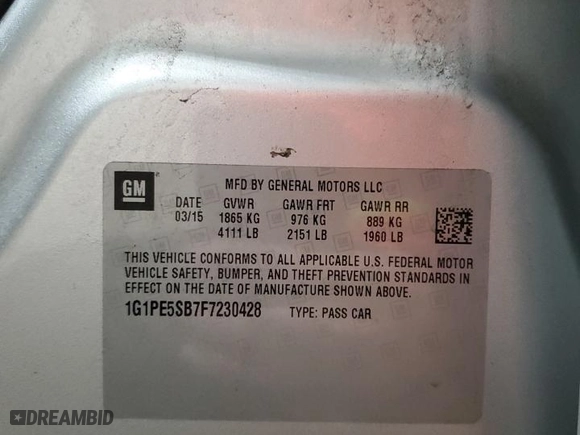 GM
MFD BY GENERAL MOTORS LLC
DATE GVWR GAWR FRT GAWR RR
03/15 1865 KG 976 KG 889 KG
4111 LB 2151 LB 1960 LB
THIS VEHICLE CONFORMS TO ALL APPLICABLE U.S. FEDERAL MOTOR
VEHICLE SAFETY, BUMPER, AND THEFT PREVENTION STANDARDS IN
EFFECT ON THE DATE OF MANUFACTURE SHOWN ABOVE.
1G1PE5SB7F7230428 TYPE: PASS CAR
DREAMBID